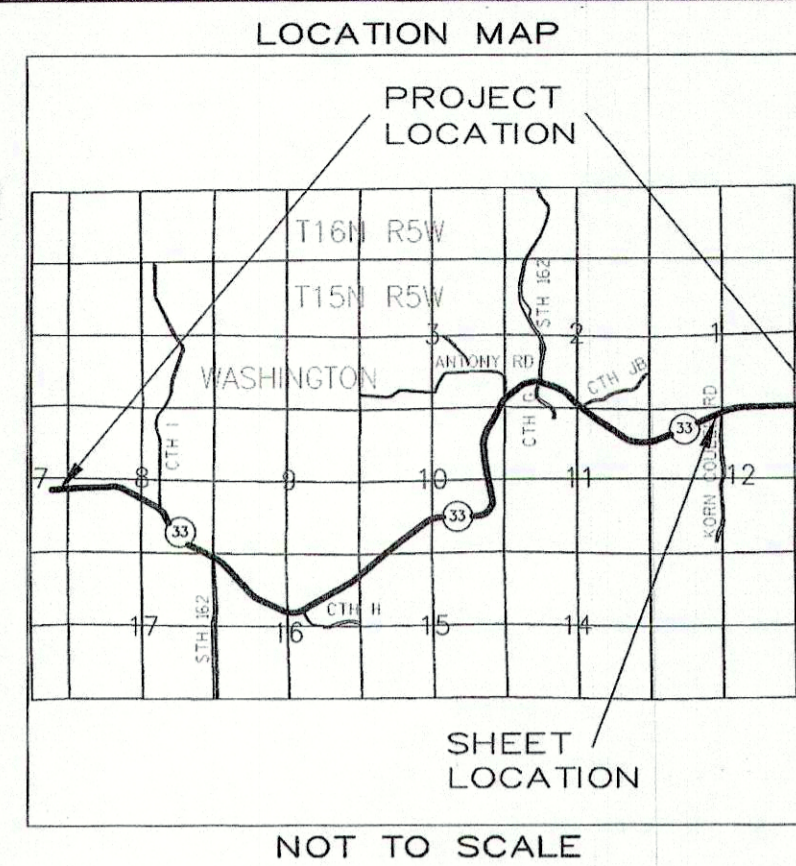 LOCATION MAP
PROJECT
LOCATION
T16N R5W
T15N R5W
STH 162
3
2
1
ANTONY RD
WASHINGTON
CTH JB
CTH I
CTH G
KORN COULEE RD
33
7
8
9
10
11
12
33
33
CTH H
STH 162
17
16
15
14
SHEET
LOCATION
NOT TO SCALE